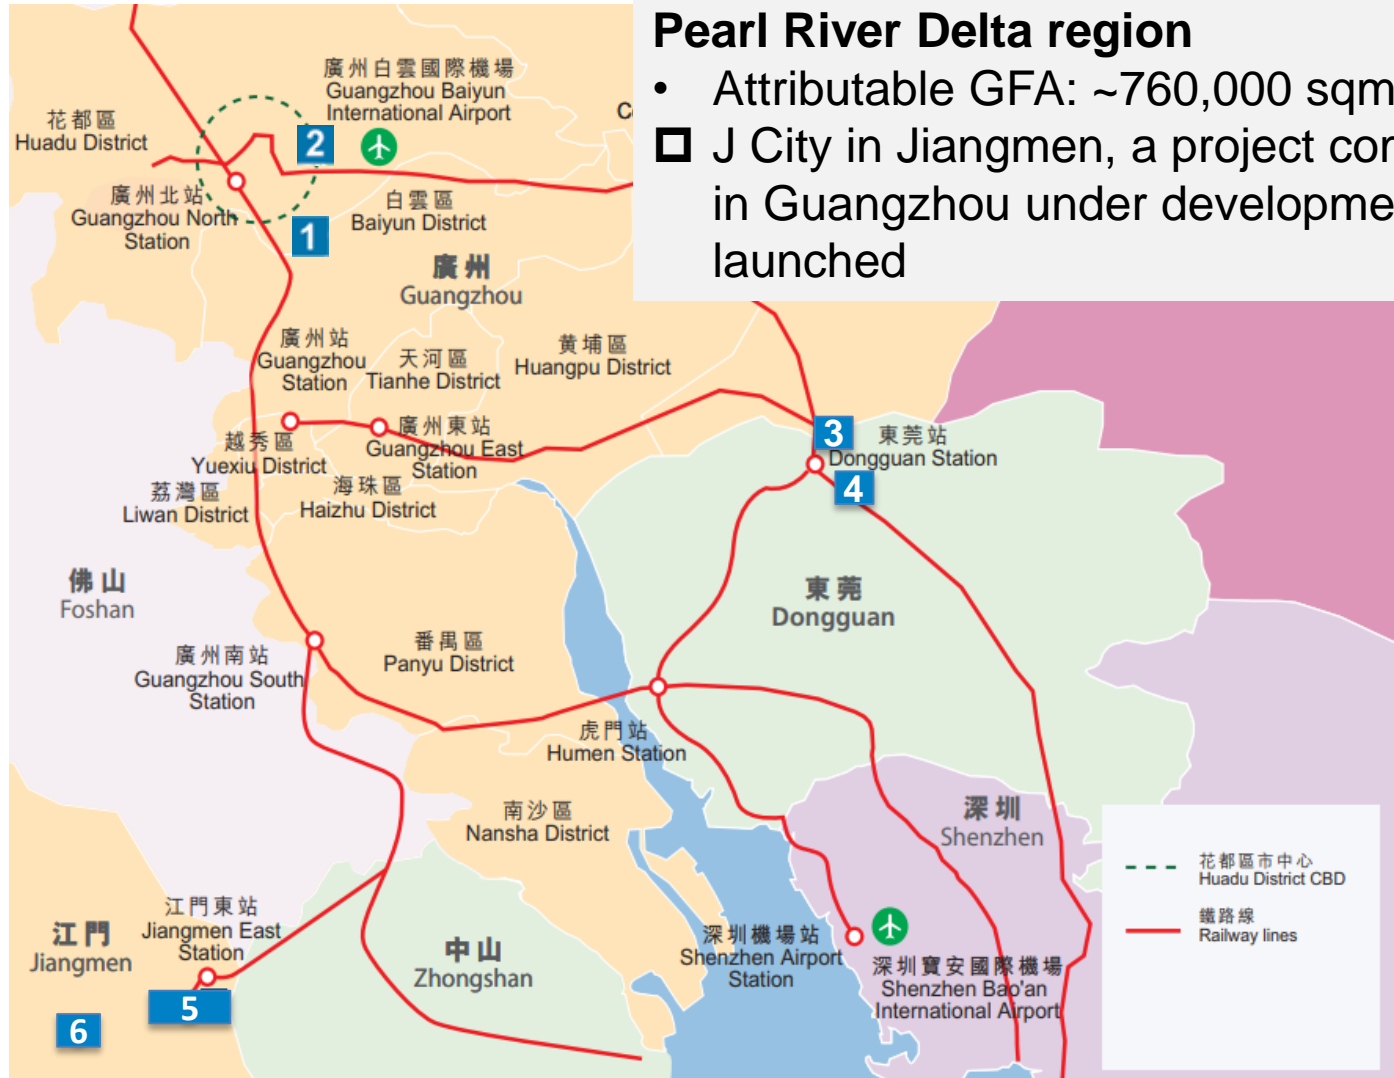 Pearl River Delta region
• Attributable GFA: ~760,000 sqm
J City in Jiangmen, a project
in Guangzhou under
launched
廣州白雲國際機場
Guangzhou Baiyun
International Airport
花都區
Huadu District
2
廣州北站
Guangzhou North
Station
白雲區
Baiyun District
1
廣州
Guangzhou
廣州站
Guangzhou
Station
天河區
Tianhe District
黄埔區
Huangpu District
越秀區
Yuexiu District
廣州東站
Guangzhou East
Station
3
東莞站
Dongguan Station
4
荔灣區
Liwan District
海珠區
Haizhu District
佛山
Foshan
東莞
Dongguan
廣州南站
Guangzhou South
Station
番禺區
Panyu District
虎門站
Humen Station
南沙區
Nansha District
深圳
Shenzhen
江門
Jiangmen
江門東站
Jiangmen East
Station
5
6
中山
Zhongshan
深圳機場站
Shenzhen Airport
Station
深圳寶安國際機場
Shenzhen Bao'an
International Airport
花都區市中心
Huadu District CBD
鐵路線
Railway lines